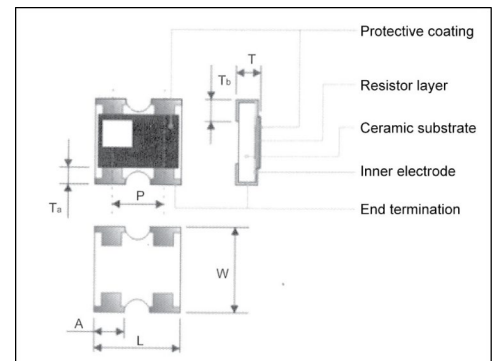 T
Protective coating
Tb
Resistor layer
Ceramic substrate
Inner electrode
P
Ta
End termination
W
A
L